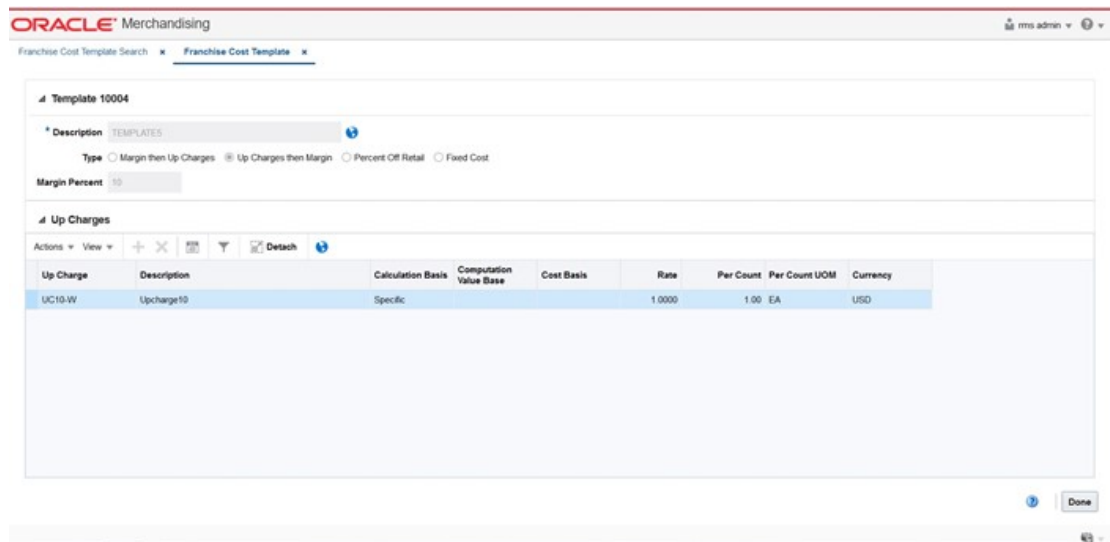 ORACLE® Merchandising
rms admin
Franchise Cost Template Search Franchise Cost Template
Template 10004
* Description TEMPLATE5
Type Margin then Up Charges Up Charges then Margin Percent Off Retail Fixed Cost
Margin Percent 10
Up Charges
Actions View Detach
Up Charge Description Calculation Basis Computation Value Base Cost Basis Rate Per Count Per Count UOM Currency
UC10-W Upcharge10 Specific 1.0000 1.00 EA USD
Done